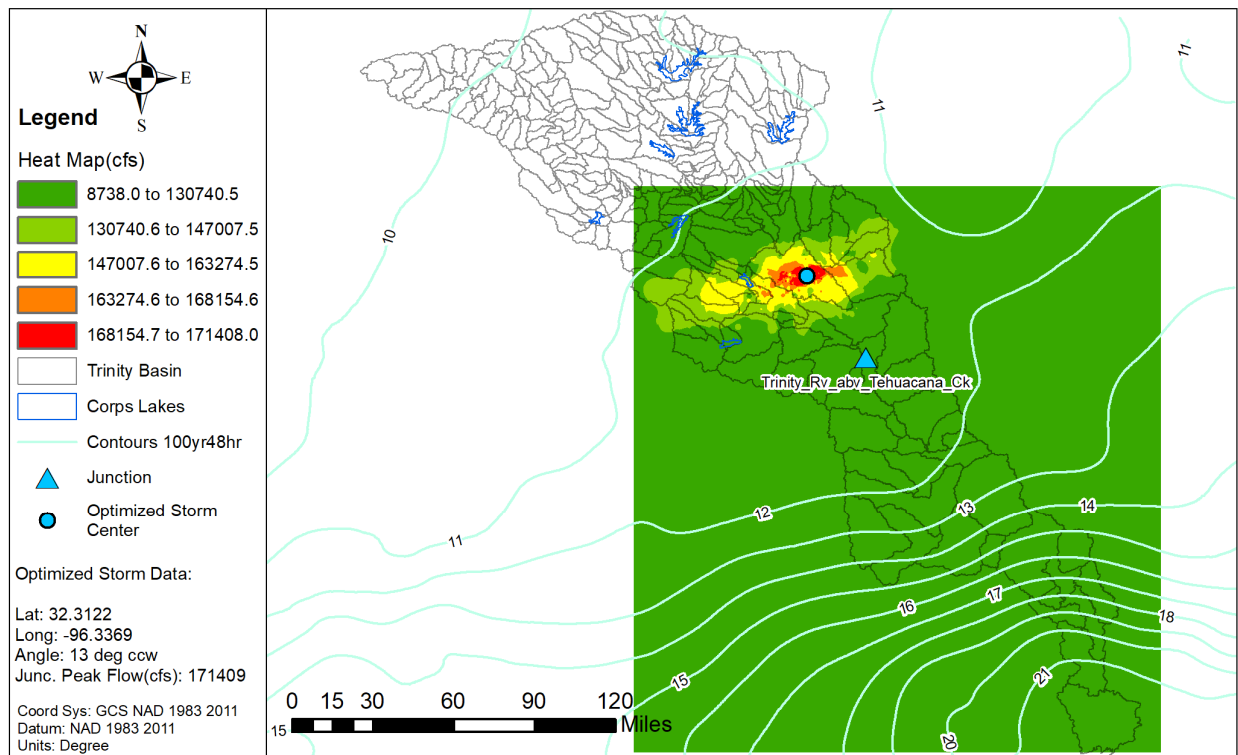 N
W E
S
Legend
Heat Map(cfs)
8738.0 to 130740.5
130740.6 to 147007.5
147007.6 to 163274.5
163274.6 to 168154.6
168154.7 to 171408.0
Trinity Basin
Corps Lakes
Contours 100yr48hr
Junction
Optimized Storm
Center
Optimized Storm Data:
Lat: 32.3122
Long: -96.3369
Angle: 13 deg ccw
Junc. Peak Flow(cfs): 171409
Coord Sys: GCS NAD 1983 2011
Datum: NAD 1983 2011
Units: Degree
11
11
10
Trinity_Rv_abv_Tehuacana_Ck
12
13
14
11
16
17
18
15
21
20
15
0 15 30 60 90 120
Miles